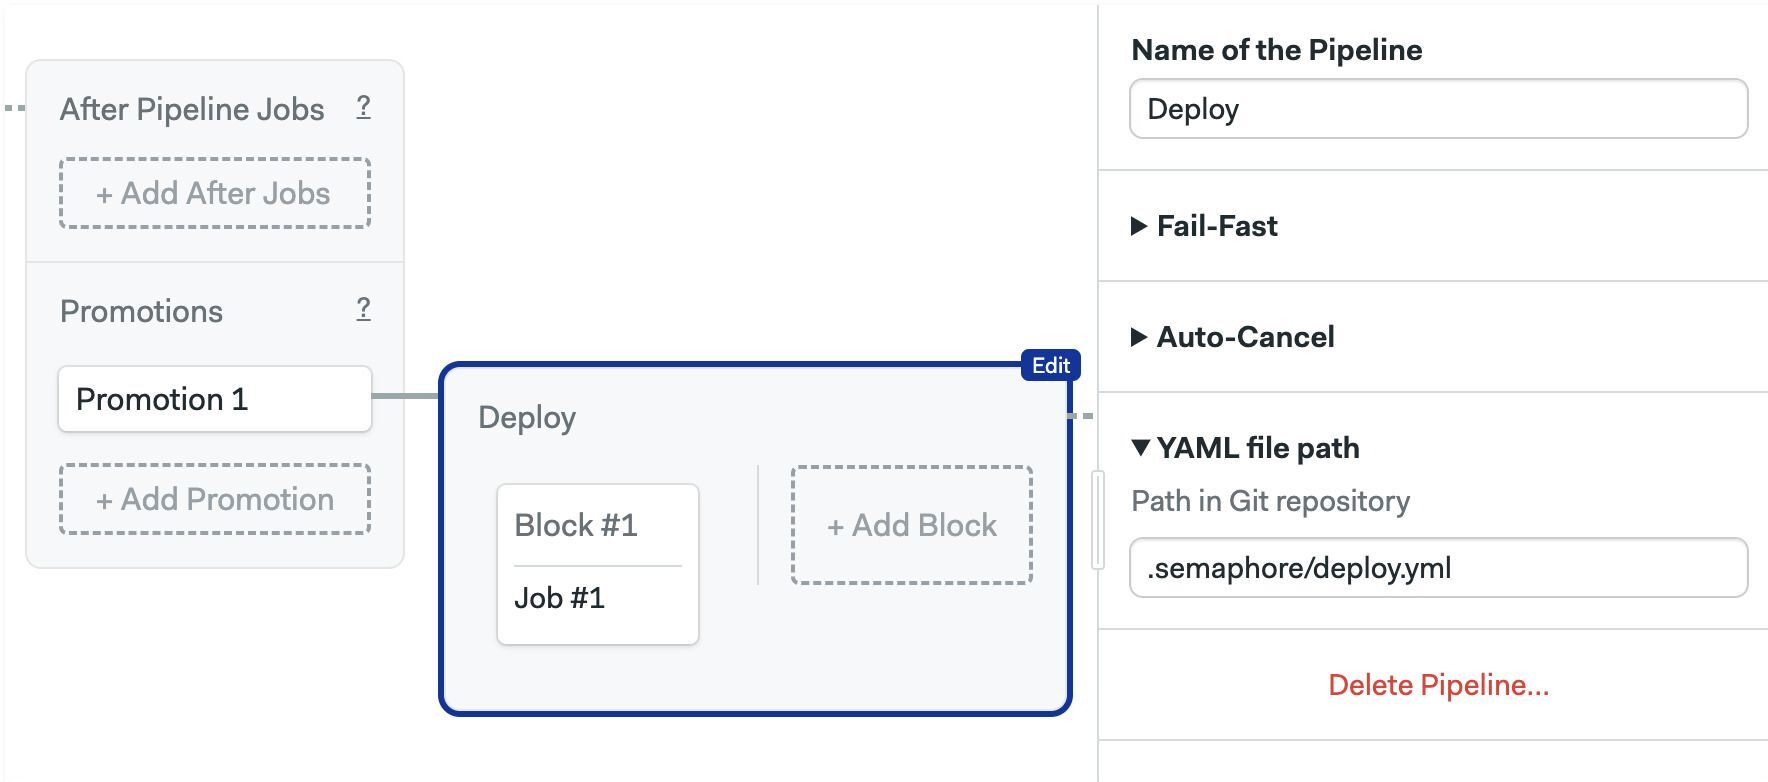 After Pipeline Jobs ?
+ Add After Jobs
Promotions ?
Promotion 1
+ Add Promotion
Edit
Deploy
Block #1
Job #1
+ Add Block
Name of the Pipeline
Deploy
Fail-Fast
Auto-Cancel
YAML file path
Path in Git repository
.semaphore/deploy.yml
Delete Pipeline...